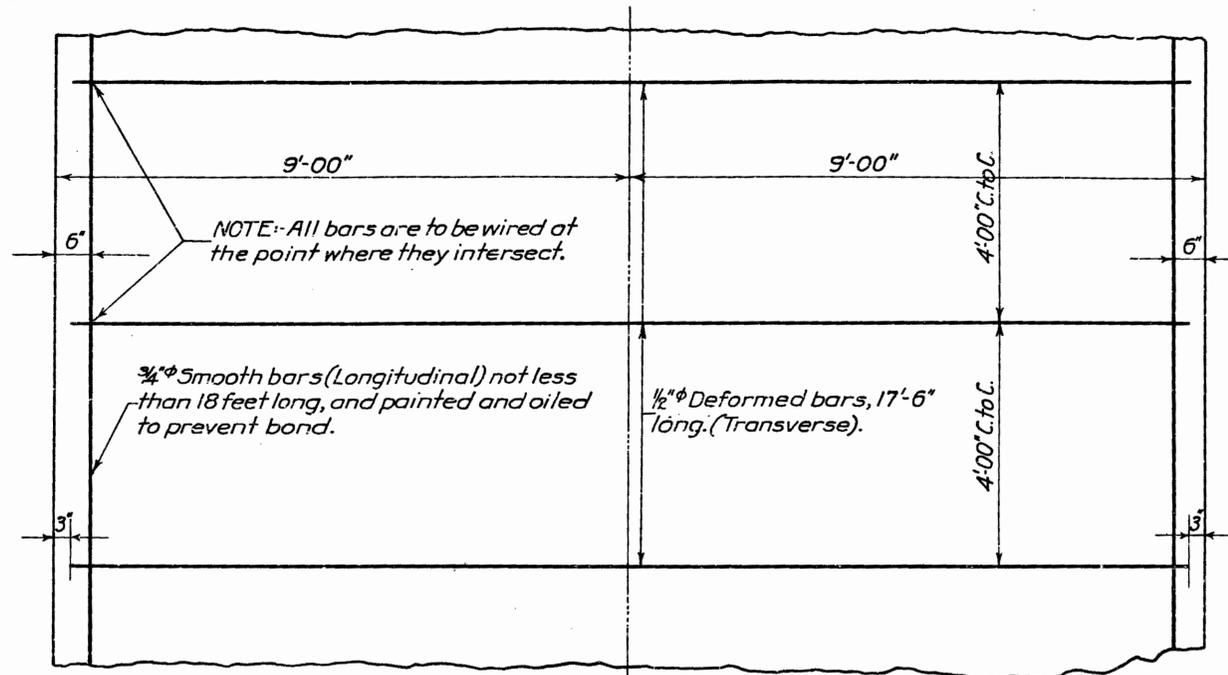 9'-00"
9'-00"
4'-00" C. to C.
6"
NOTE:- All bars are to be wired at
the point where they intersect.
6"
3/4"ϕ Smooth bars (Longitudinal) not less
than 18 feet long, and painted and oiled
to prevent bond.
1/2"ϕ Deformed bars, 17'-6"
long. (Transverse).
4'-00" C. to C.
3"
3"